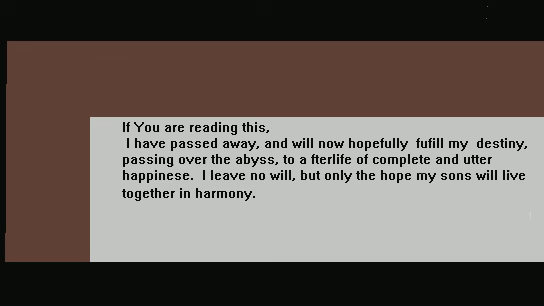 If You are reading this,
I have passed away, and will now hopefully fufill my destiny,
passing over the abyss, to a fterlife of complete and utter
happinese. I leave no will, but only the hope my sons will live
together in harmony.